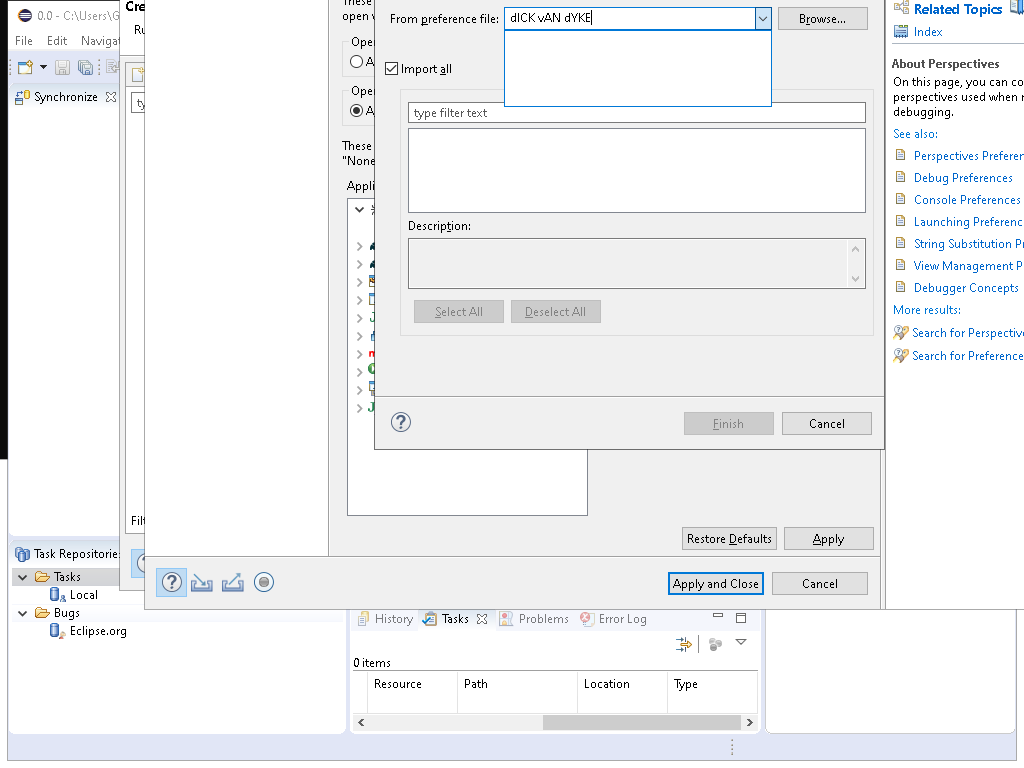 0.0 - C:\Users\G
File Edit Navigat
Synchronize
Cre
Ru
ty
Filt
These
open v
Oper
A
Oper
A
These
"None
Appli
From preference file: dICK vAN dYKE Browse...
Import all
type filter text
Description:
Select All Deselect All
Finish Cancel
Restore Defaults Apply
Apply and Close Cancel
Related Topics
Index
About Perspectives
On this page, you can co
perspectives used when r
debugging.
See also:
Perspectives Preferen
Debug Preferences
Console Preferences
Launching Preferenc
String Substitution Pr
View Management P
Debugger Concepts
More results:
Search for Perspective
Search for Preference
Task Repositorie
Tasks
Local
Bugs
Eclipse.org
History Tasks Problems Error Log
0 items
Resource Path Location Type